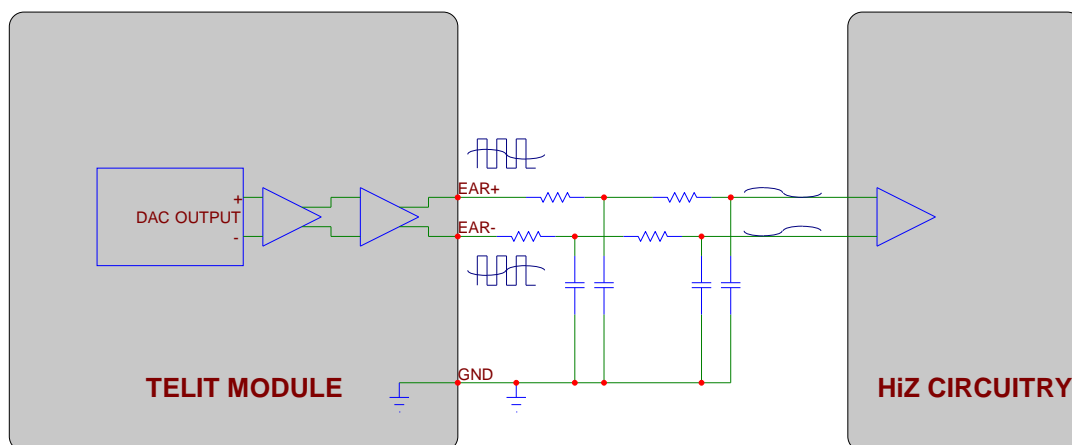 EAR+
+
DAC OUTPUT
-
EAR-
GND
TELIT MODULE
HiZ CIRCUITRY